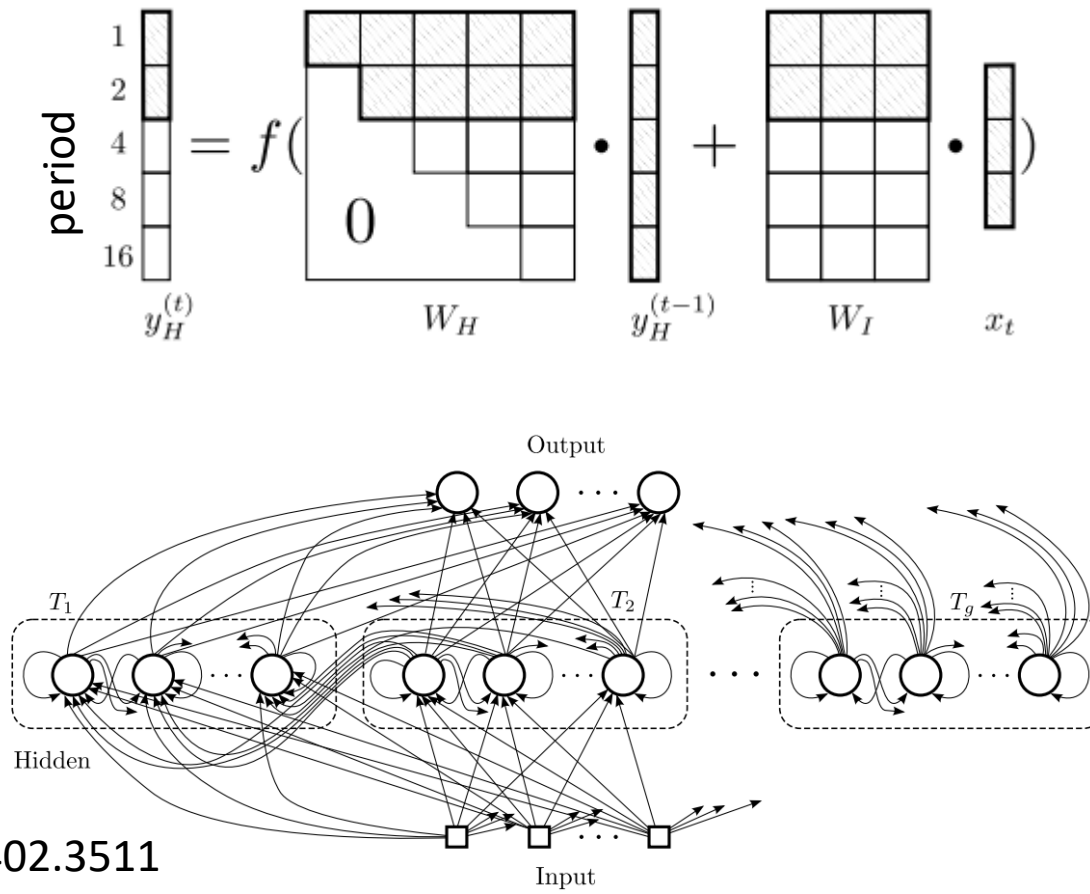 period
1
2
4
8
16
= f( • + • )
0
y_H^{(t)} W_H y_H^{(t-1)} W_I x_t
Output
T_1 T_2 T_g
Hidden
Input
02.3511